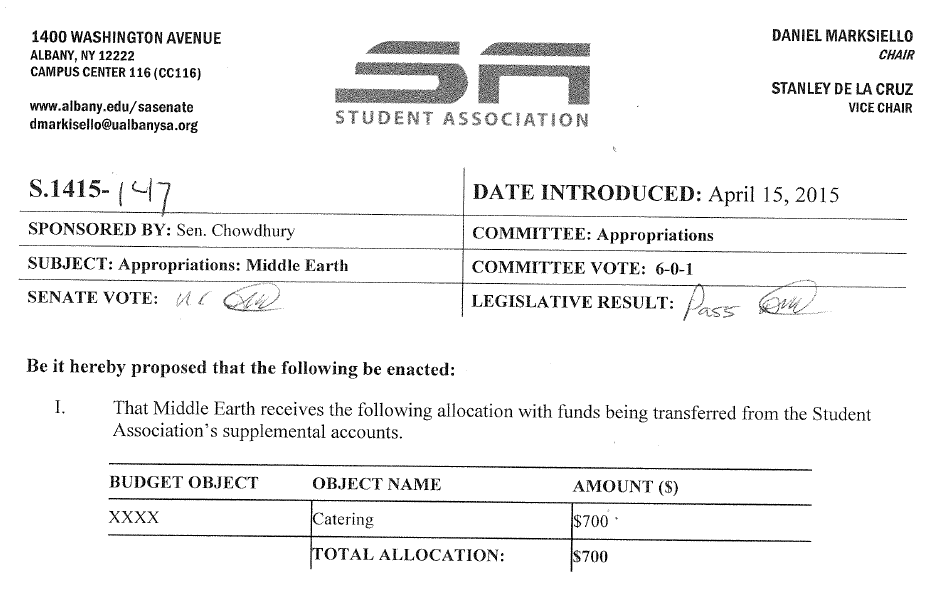 1400 WASHINGTON AVENUE
ALBANY, NY 12222
CAMPUS CENTER 116 (CC116)
www.albany.edu/sasenate
dmarkisello@ualbanysa.org
SA
STUDENT ASSOCIATION
DANIEL MARKSIELLO
CHAIR
STANLEY DE LA CRUZ
VICE CHAIR
S.1415-147
DATE INTRODUCED: April 15, 2015
SPONSORED BY: Sen. Chowdhury
COMMITTEE: Appropriations
SUBJECT: Appropriations: Middle Earth
COMMITTEE VOTE: 6-0-1
SENATE VOTE:
LEGISLATIVE RESULT: Pass
Be it hereby proposed that the following be enacted:
I. That Middle Earth receives the following allocation with funds being transferred from the Student
Association's supplemental accounts.
BUDGET OBJECT OBJECT NAME AMOUNT ($)
XXXX Catering $700
TOTAL ALLOCATION: $700